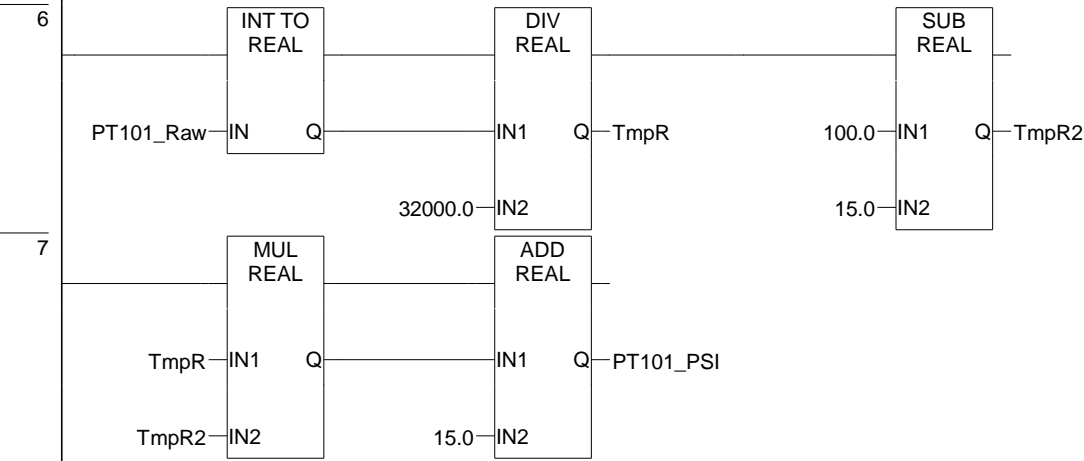 6
INT TO
REAL
DIV
REAL
SUB
REAL
PT101_Raw IN Q IN1 Q TmpR 100.0 IN1 Q TmpR2
32000.0 IN2 15.0 IN2
7
MUL
REAL
ADD
REAL
TmpR IN1 Q IN1 Q PT101_PSI
TmpR2 IN2 15.0 IN2